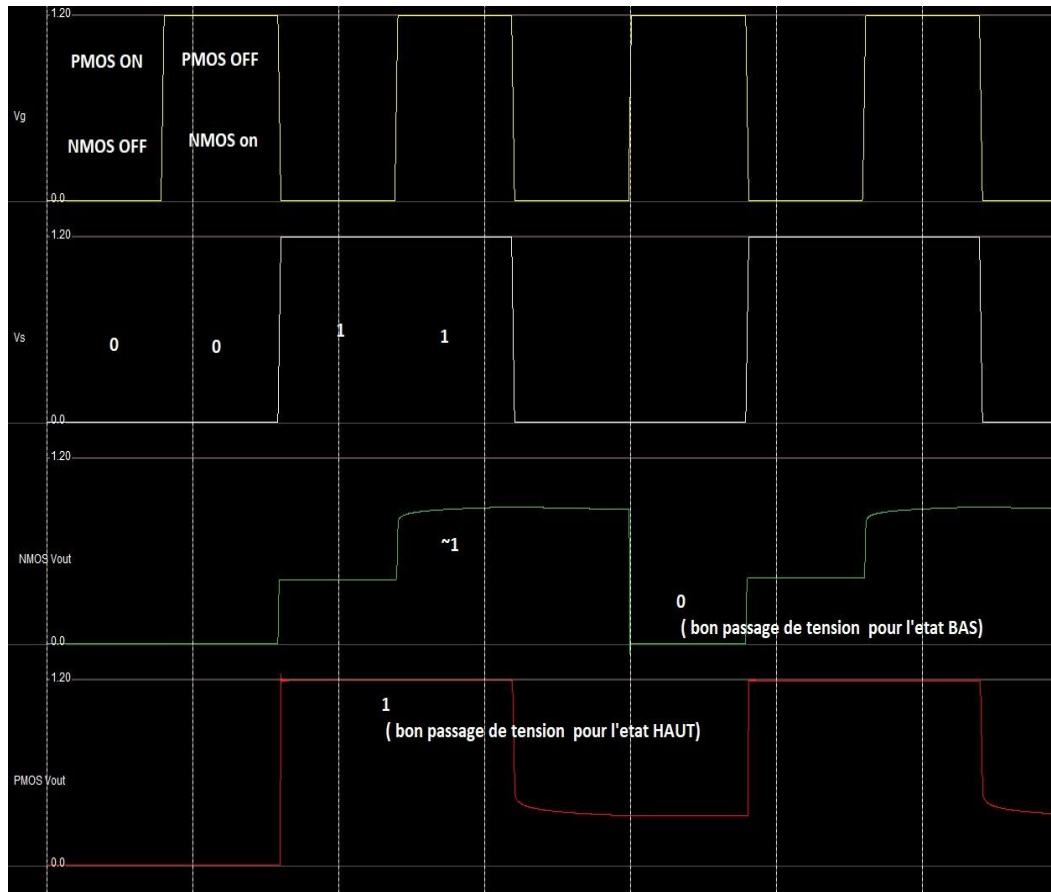 1.20
PMOS ON
PMOS OFF
Vg
NMOS OFF
NMOS on
0.0
1.20
Vs
0
0
1
1
0.0
1.20
~1
NMOS Vout
0
( bon passage de tension pour l'etat BAS)
0.0
1.20
1
( bon passage de tension pour l'etat HAUT)
PMOS Vout
0.0